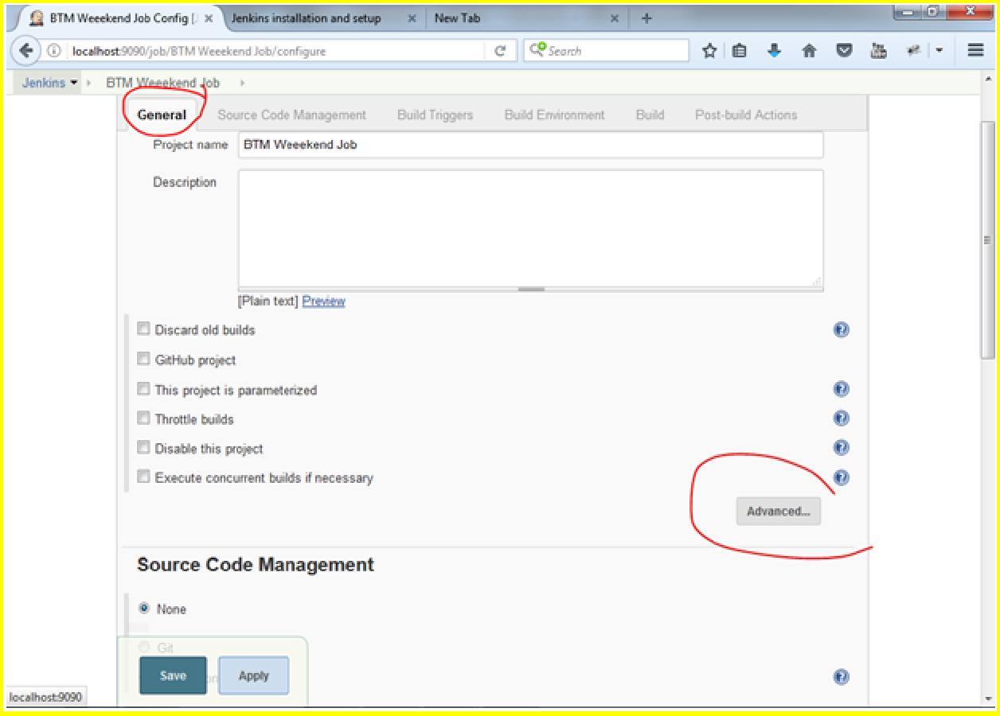 BTM Weeekend Job Config [J
Jenkins installation and setup
New Tab
localhost:9090/job/BTM Weeekend Job/configure
Search
Jenkins
BTM Weeekend Job
General Source Code Management Build Triggers Build Environment Build Post-build Actions
Project name BTM Weeekend Job
Description
[Plain text] Preview
Discard old builds
GitHub project
This project is parameterized
Throttle builds
Disable this project
Execute concurrent builds if necessary
Advanced...
Source Code Management
None
Git
Save Apply
localhost:9090